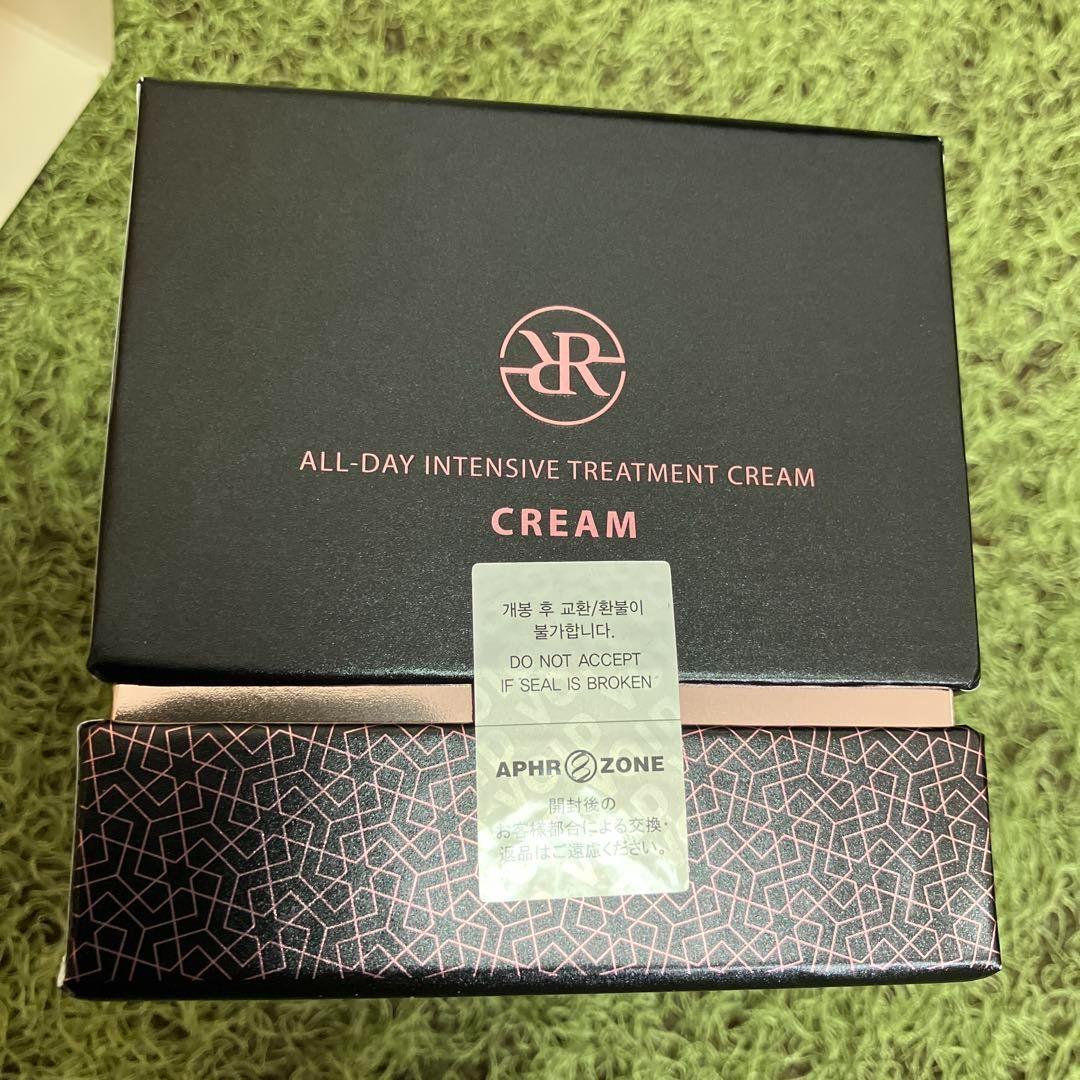 RR
ALL-DAY INTENSIVE TREATMENT CREAM
CREAM
개봉 후 교환/환불이
불가합니다.
DO NOT ACCEPT
IF SEAL IS BROKEN
APHROZONE
開封後の
お客様都合による交換・
返品はご遠慮ください。